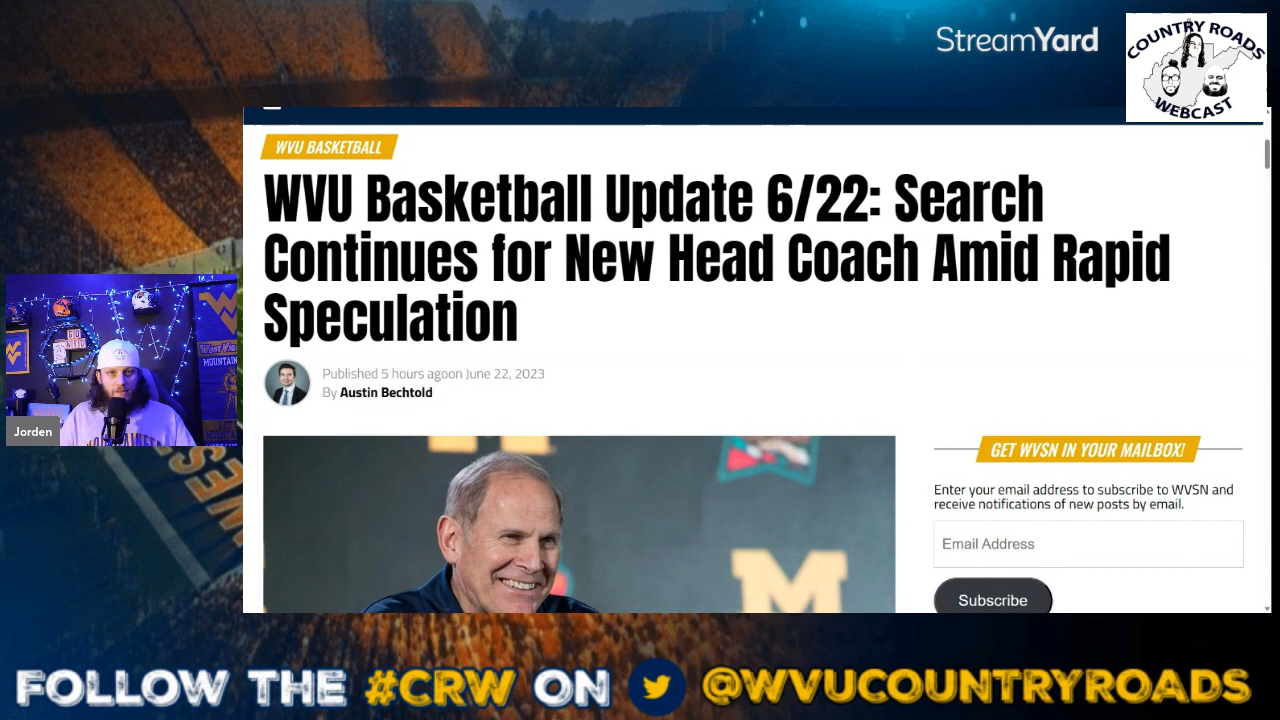 StreamYard
COUNTRY ROADS
WEBCAST
WVU BASKETBALL
WVU Basketball Update 6/22: Search
Continues for New Head Coach Amid Rapid
Speculation
Published 5 hours agoon June 22, 2023
By Austin Bechtold
GET WVSN IN YOUR MAILBOX!
Enter your email address to subscribe to WVSN and
receive notifications of new posts by email.
Email Address
Subscribe
M
Jorden
FOLLOW THE #CRW ON @WVUCOUNTRYROADS